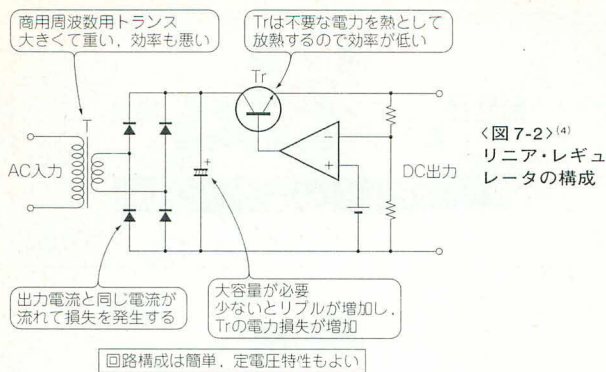 商用周波数用トランス
大きくて重い，効率も悪い
Trは不要な電力を熱として
放熱するので効率が低い
Tr
T
AC入力
−
+
+
DC出力
〈図7-2〉(4)
リニア・レギュ
レータの構成
出力電流と同じ電流が
流れて損失を発生する
大容量が必要
少ないとリプルが増加し，
Trの電力損失が増加
回路構成は簡単，定電圧特性もよい